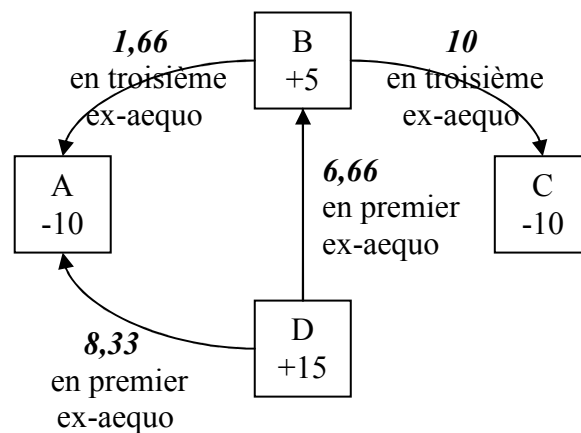 1,66
en troisième
ex-aequo
B
+5
10
en troisième
ex-aequo
A
-10
6,66
en premier
ex-aequo
C
-10
8,33
en premier
ex-aequo
D
+15